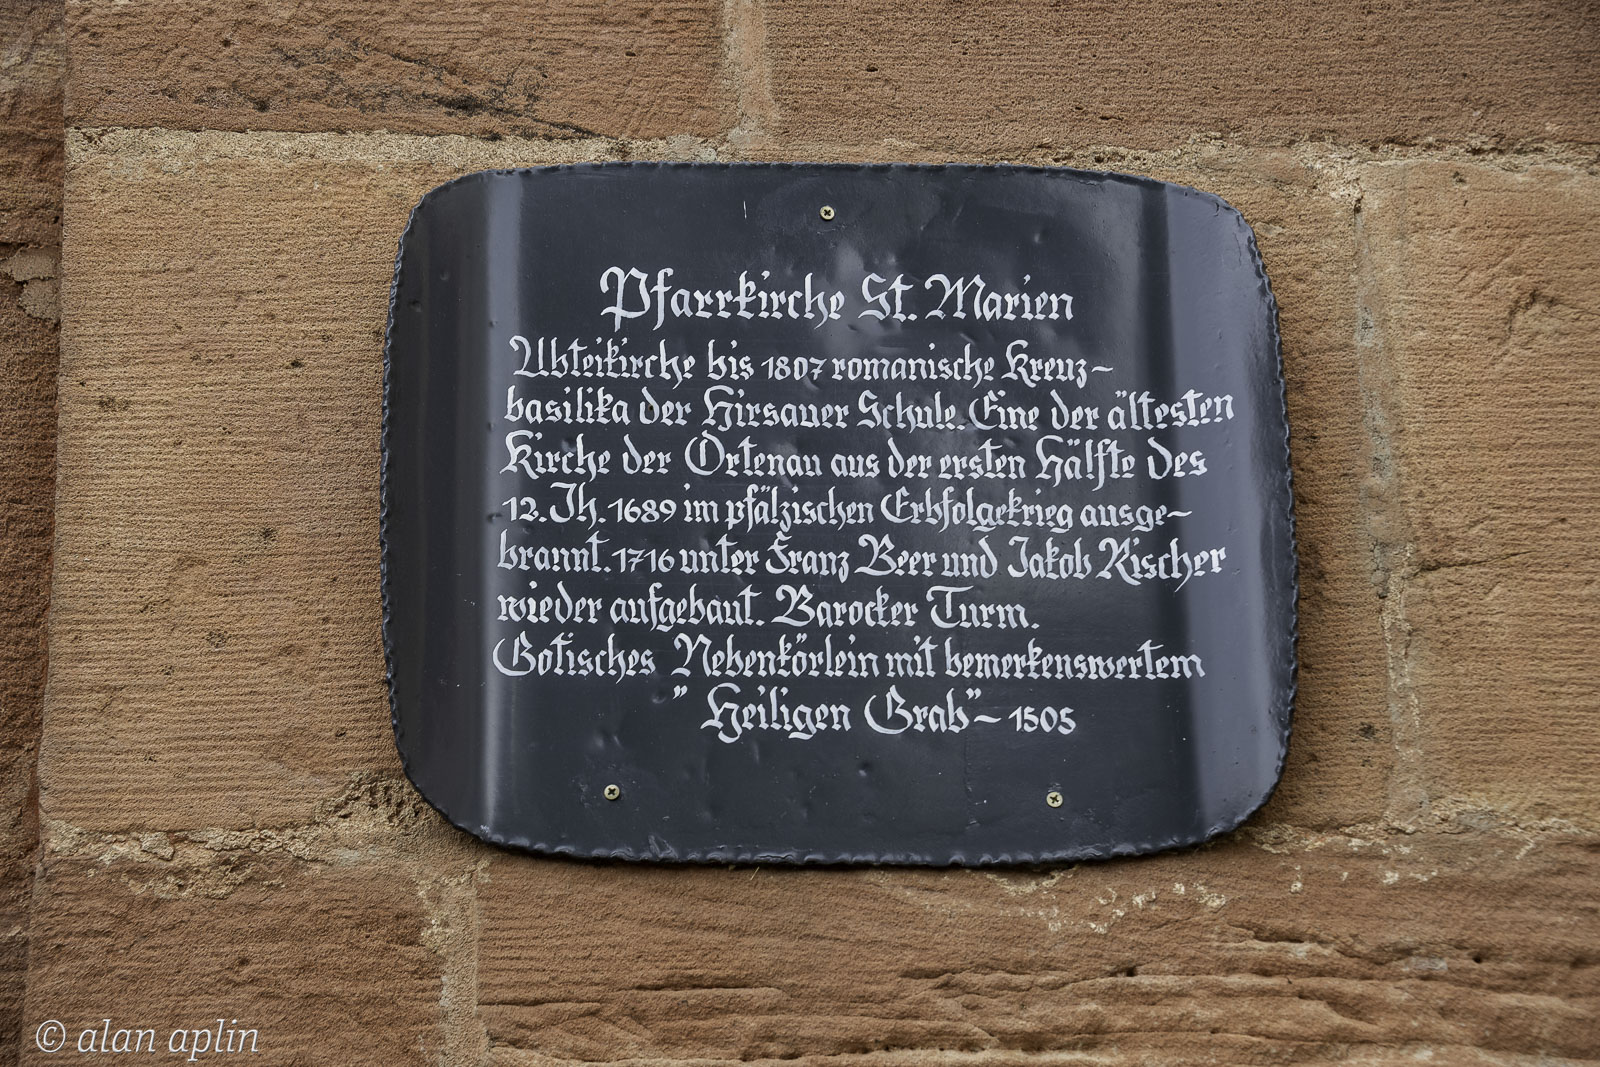 Pfarrkirche St. Marien
Abteikirche bis 1807 romanische Kreuz-
basilika der Hirsauer Schule. Eine der ältesten
Kirche der Ortenau aus der ersten Hälfte des
12. Jh. 1689 im pfälzischen Erbfolgekrieg ausge-
brannt. 1716 unter Franz Beer und Jakob Rischer
wieder aufgebaut. Barocker Turm.
Gotisches Nebenkörlein mit bemerkenswertem
"Heiligen Grab" - 1505
© alan aplin